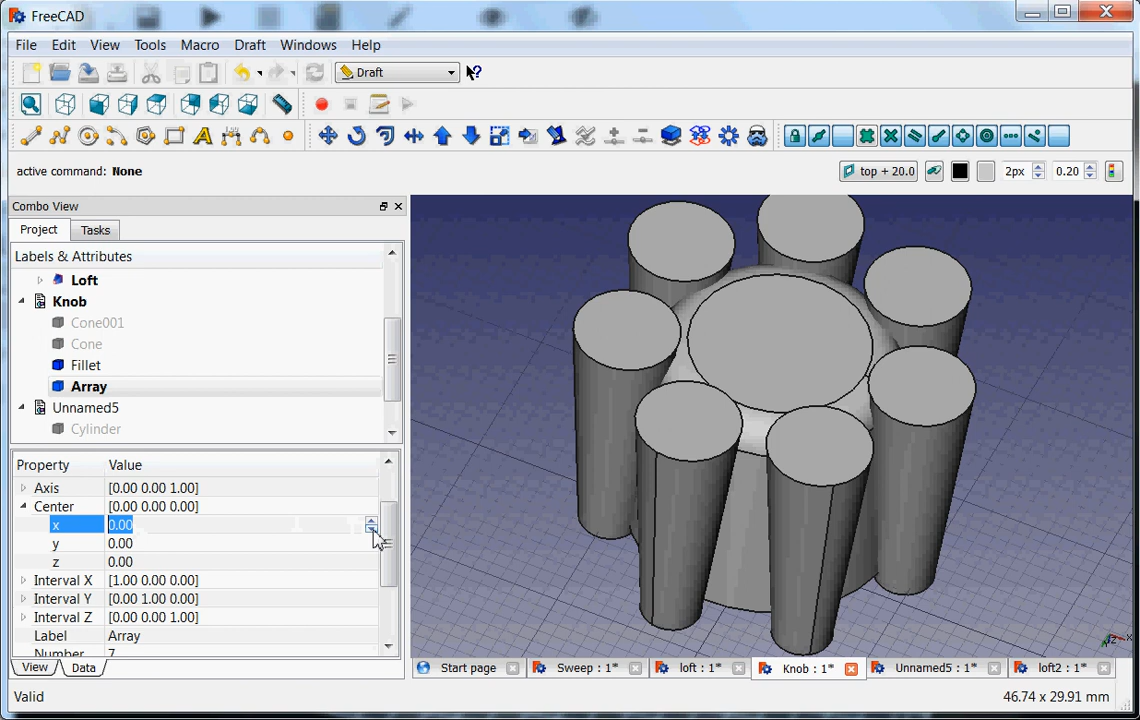 FreeCAD
File Edit View Tools Macro Draft Windows Help
Draft
active command: None
top + 20.0
2px
0.20
Combo View
Project Tasks
Labels & Attributes
Loft
Knob
Cone001
Cone
Fillet
Array
Unnamed5
Cylinder
Property Value
Axis [0.00 0.00 1.00]
Center [0.00 0.00 0.00]
x 0.00
y 0.00
z 0.00
Interval X [1.00 0.00 0.00]
Interval Y [0.00 1.00 0.00]
Interval Z [0.00 0.00 1.00]
Label Array
Number 7
View Data
Start page Sweep : 1* loft : 1* Knob : 1* Unnamed5 : 1* loft2 : 1*
Valid
46.74 x 29.91 mm